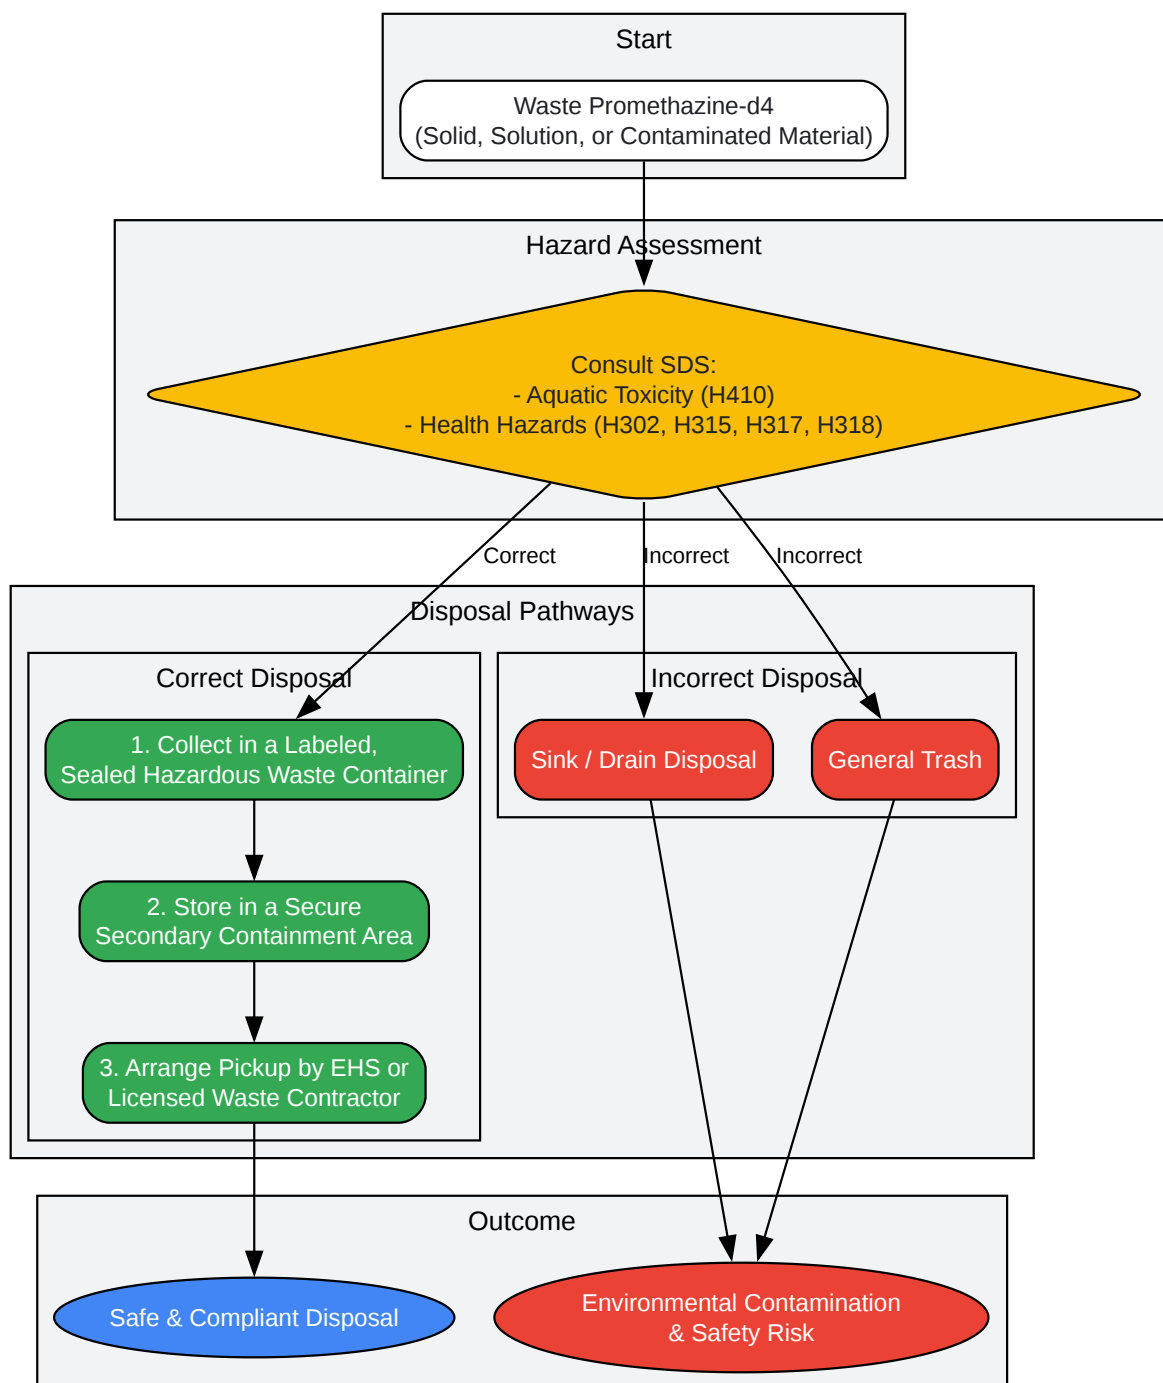 Start
Waste Promethazine-d4
(Solid, Solution, or Contaminated Material)
Hazard Assessment
Consult SDS:
- Aquatic Toxicity (H410)
- Health Hazards (H302, H315, H317, H318)
Correct
Incorrect
Incorrect
Disposal Pathways
Correct Disposal
Incorrect Disposal
1. Collect in a Labeled,
Sealed Hazardous Waste Container
Sink / Drain Disposal
General Trash
2. Store in a Secure
Secondary Containment Area
3. Arrange Pickup by EHS or
Licensed Waste Contractor
Outcome
Safe & Compliant Disposal
Environmental Contamination
& Safety Risk